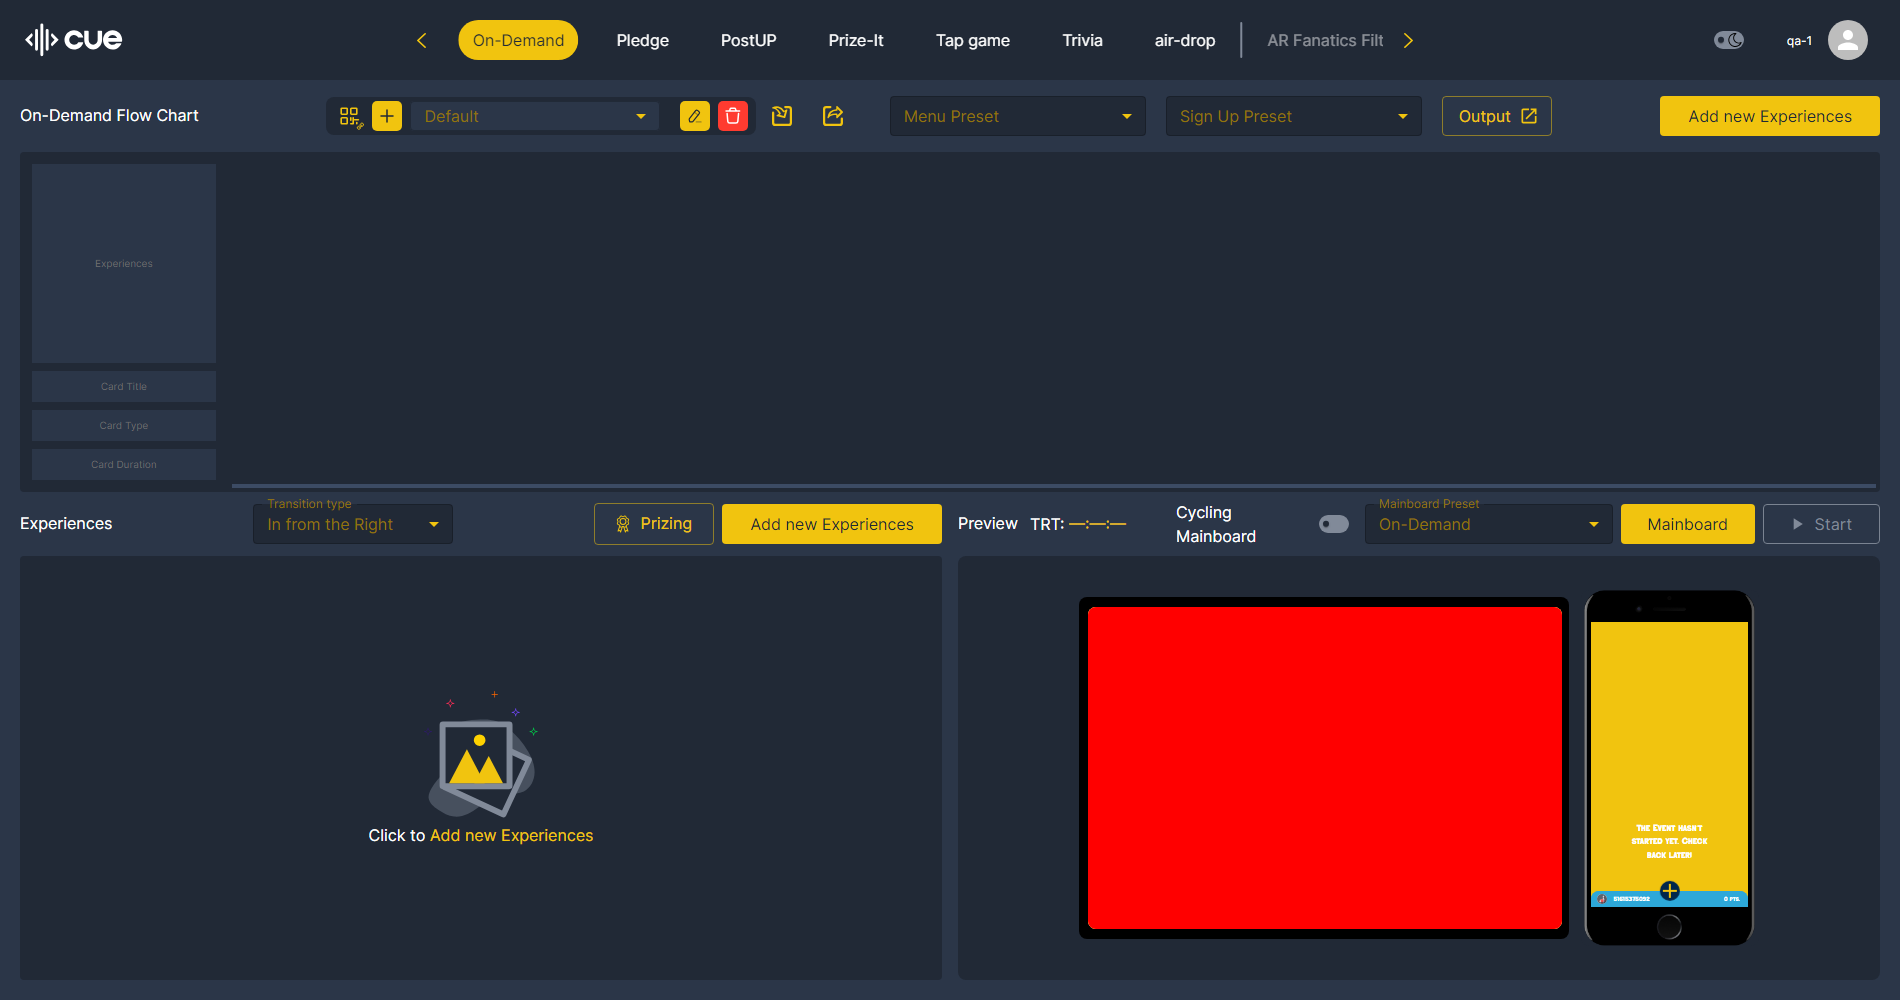 cue
On-Demand
Pledge
PostUP
Prize-It
Tap game
Trivia
air-drop
AR Fanatics Filt
qa-1
On-Demand Flow Chart
Default
Menu Preset
Sign Up Preset
Output
Add new Experiences
Experiences
Card Title
Card Type
Card Duration
Experiences
Transition type
In from the Right
Prizing
Add new Experiences
Preview
TRT: —:—:—
Cycling
Mainboard
Mainboard Preset
On-Demand
Mainboard
Start
Click to Add new Experiences
The Event hasn't
started yet. Check
back later!
0 pts.